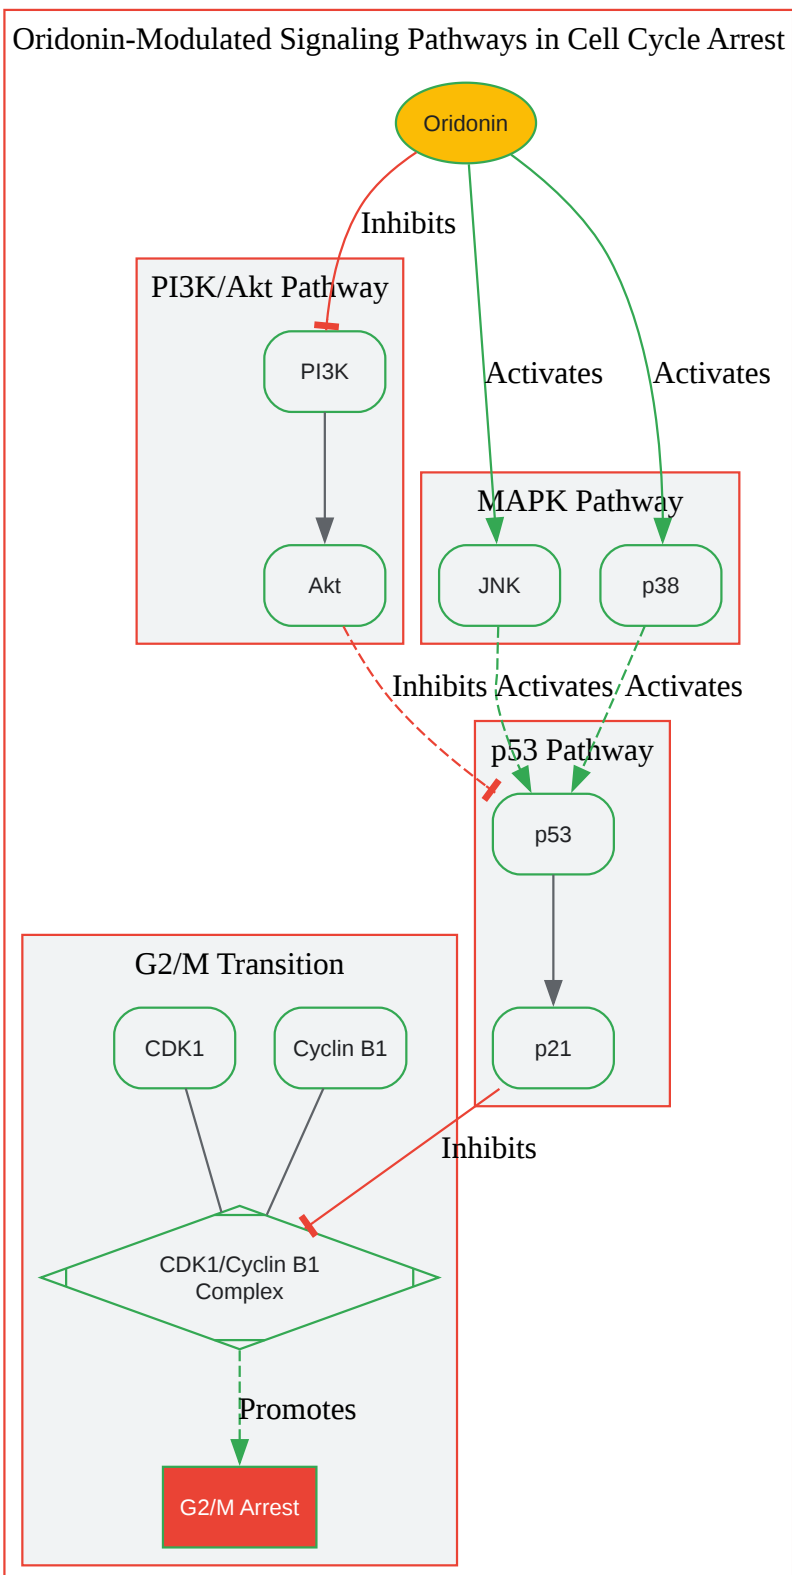 Oridonin-Modulated Signaling Pathways in Cell Cycle Arrest
Oridonin
Inhibits
PI3K/Akt Pathway
PI3K
Activates
Activates
MAPK Pathway
Akt
JNK
p38
Inhibits
Activates
Activates
p53 Pathway
p53
G2/M Transition
CDK1
Cyclin B1
p21
Inhibits
CDK1/Cyclin B1
Complex
Promotes
G2/M Arrest